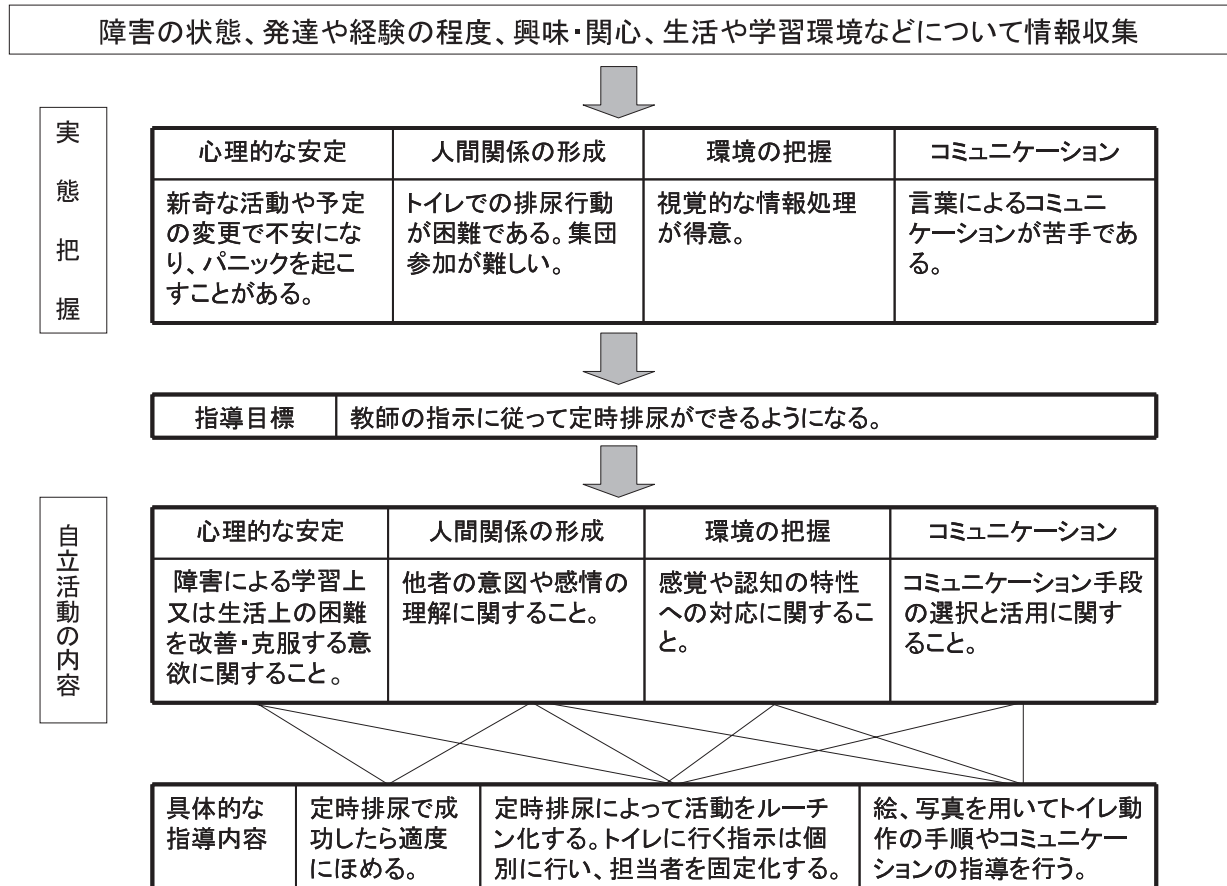 障害の状態、発達や経験の程度、興味・関心、生活や学習環境などについて情報収集
実態把握
心理的な安定
人間関係の形成
環境の把握
コミュニケーション
新奇な活動や予定
の変更で不安にな
り、パニックを起こ
すことがある。
トイレでの排尿行動
が困難である。集団
参加が難しい。
視覚的な情報処理
が得意。
言葉によるコミュニ
ケーションが苦手であ
る。
指導目標
教師の指示に従って定時排尿ができるようになる。
自立活動の内容
心理的な安定
人間関係の形成
環境の把握
コミュニケーション
障害による学習上
又は生活上の困難
を改善・克服する意
欲に関すること。
他者の意図や感情の
理解に関すること。
感覚や認知の特性
への対応に関するこ
と。
コミュニケーション手段
の選択と活用に関す
ること。
具体的な
指導内容
定時排尿で成
功したら適度
にほめる。
定時排尿によって活動をルーチ
ン化する。トイレに行く指示は個
別に行い、担当者を固定化する。
絵、写真を用いてトイレ動
作の手順やコミュニケー
ションの指導を行う。